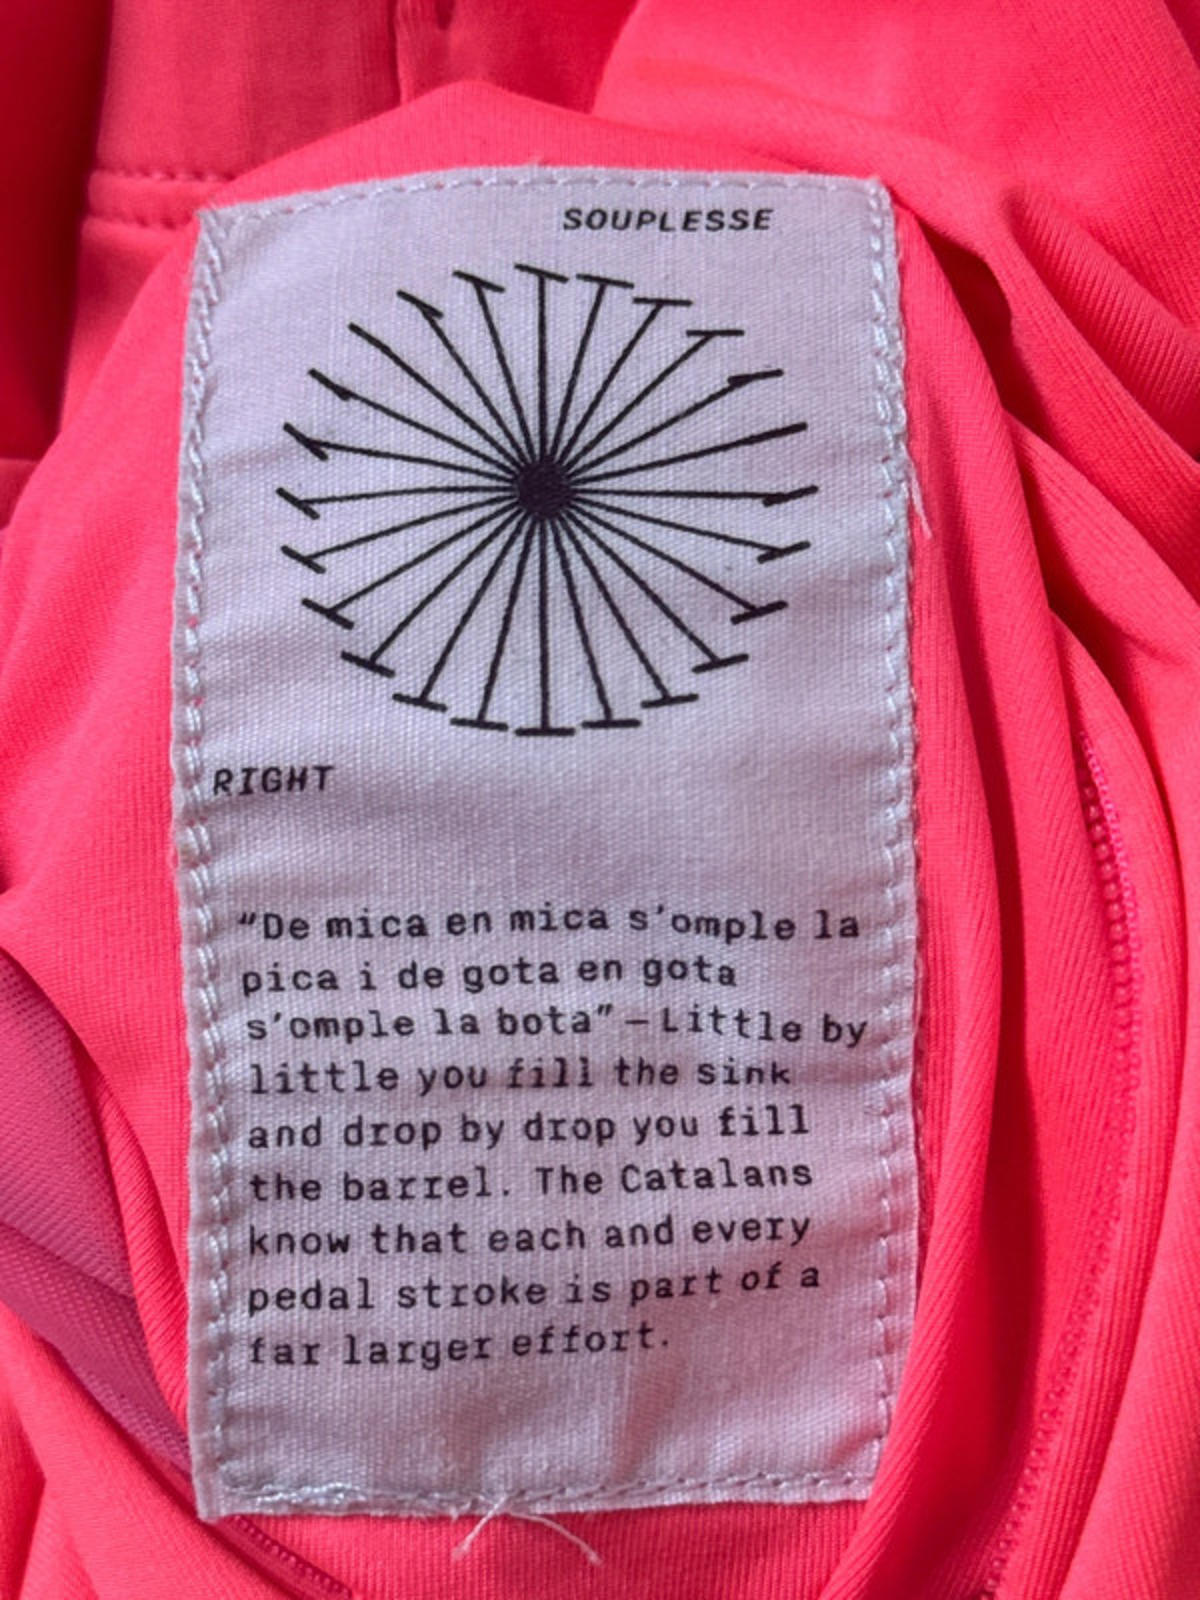 SOUPLESSE
RIGHT
“De mica en mica s’omple la
pica i de gota en gota
s’omple la bota” – Little by
little you fill the sink
and drop by drop you fill
the barrel. The Catalans
know that each and every
pedal stroke is part of a
far larger effort.